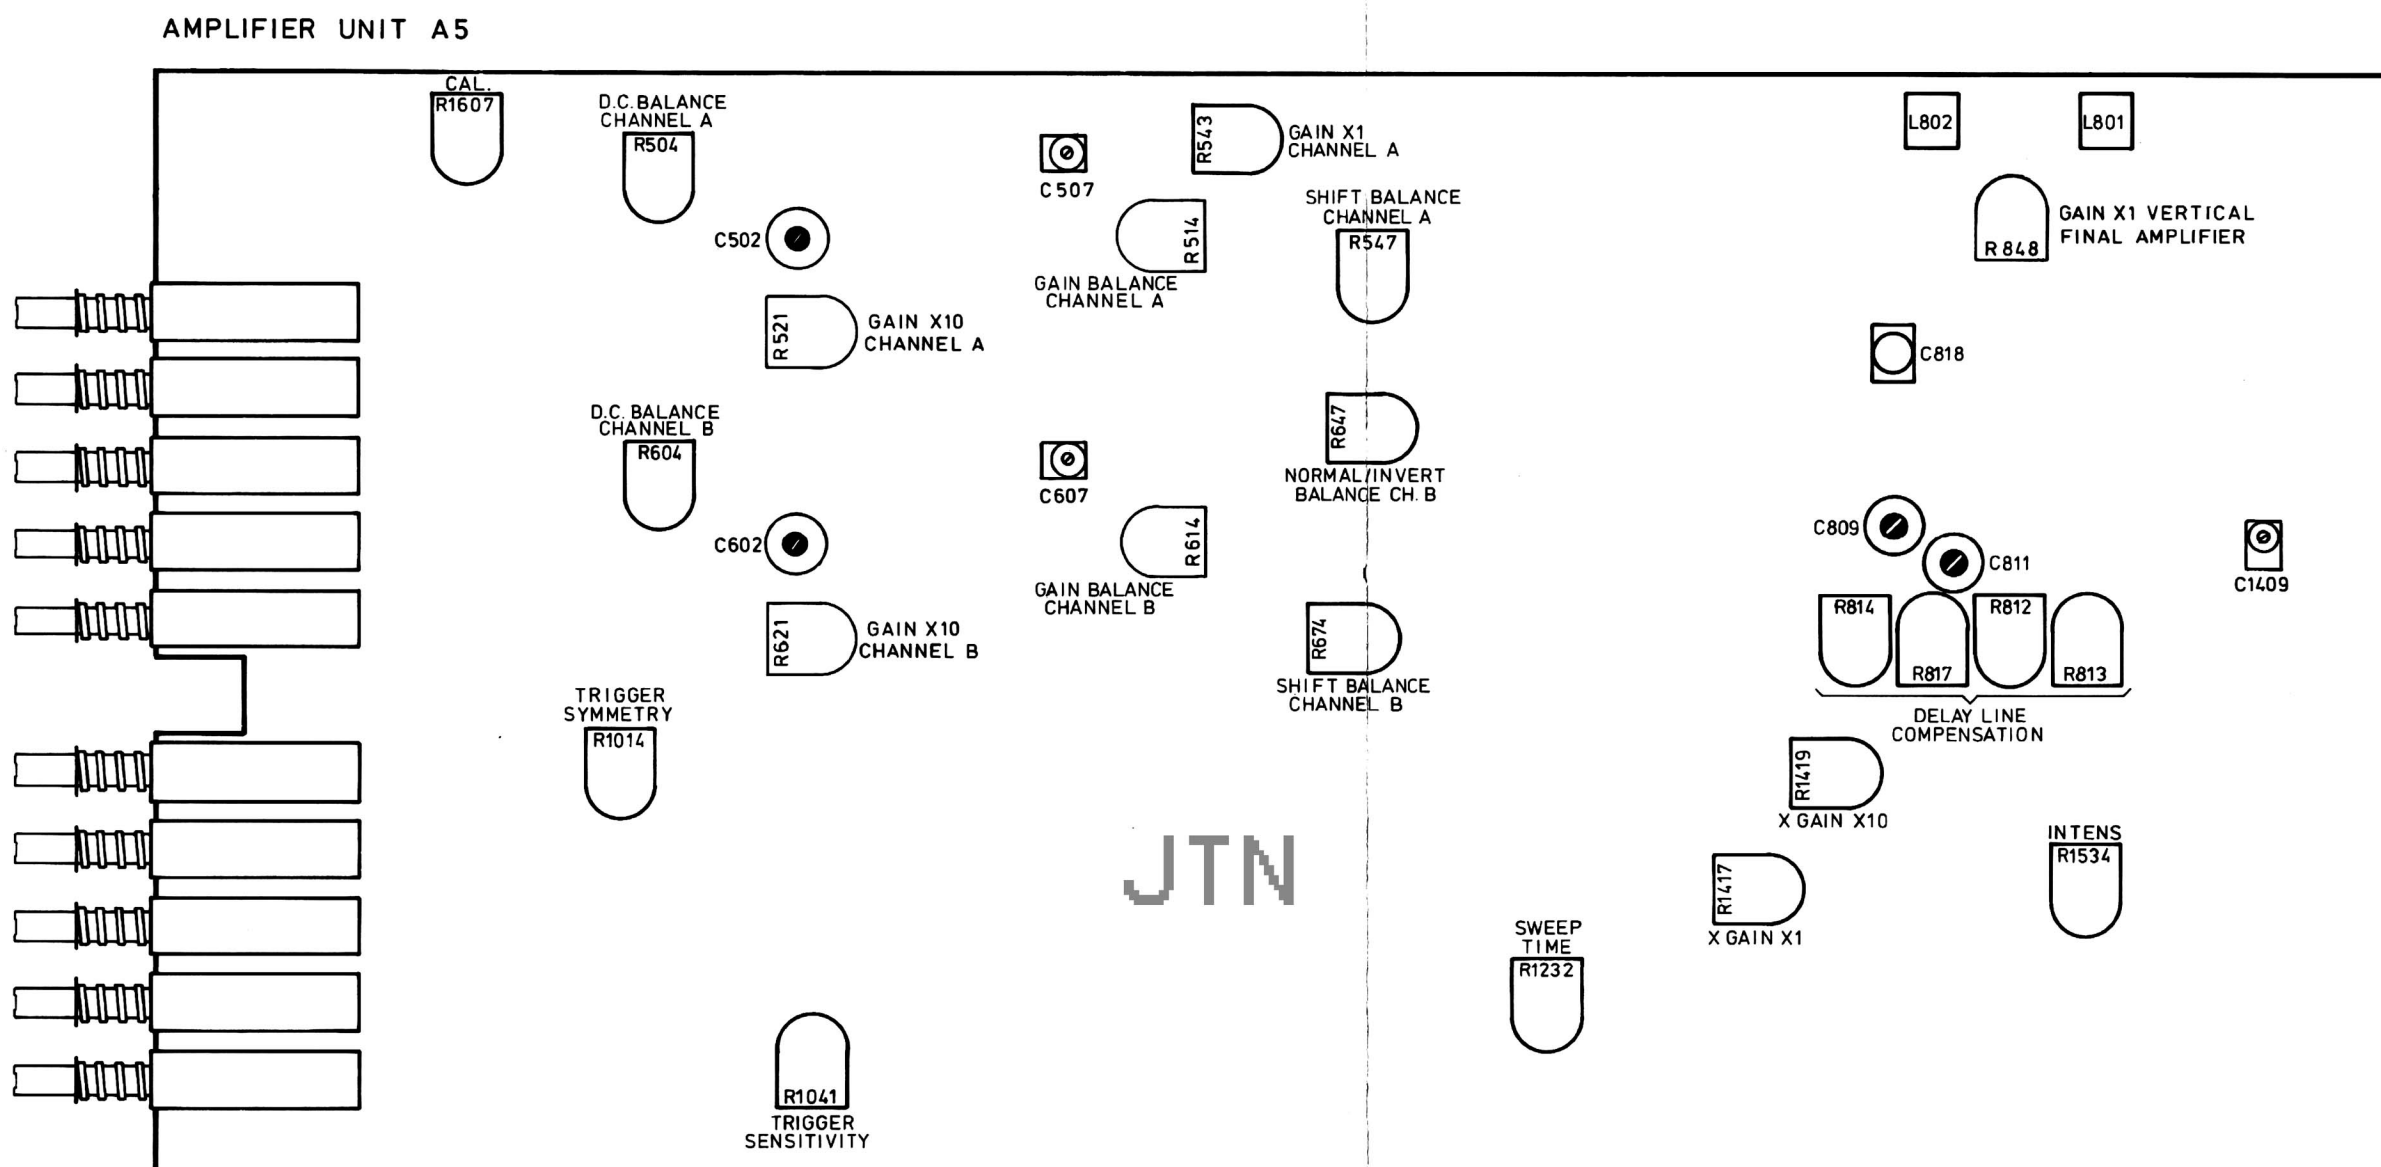 AMPLIFIER UNIT A5
CAL.
R1607
D.C. BALANCE
CHANNEL A
R504
C502
R521
GAIN X10
CHANNEL A
C507
R543
GAIN X1
CHANNEL A
R514
GAIN BALANCE
CHANNEL A
SHIFT BALANCE
CHANNEL A
R547
L802
L801
R848
GAIN X1 VERTICAL
FINAL AMPLIFIER
C818
D.C. BALANCE
CHANNEL B
R604
C602
R621
GAIN X10
CHANNEL B
C607
R614
GAIN BALANCE
CHANNEL B
R647
NORMAL/INVERT
BALANCE CH. B
R674
SHIFT BALANCE
CHANNEL B
C809
C811
C1409
R814
R817
R812
R813
DELAY LINE
COMPENSATION
TRIGGER
SYMMETRY
R1014
R1419
X GAIN X10
R1417
X GAIN X1
INTENS
R1534
JTN
SWEEP
TIME
R1232
R1041
TRIGGER
SENSITIVITY